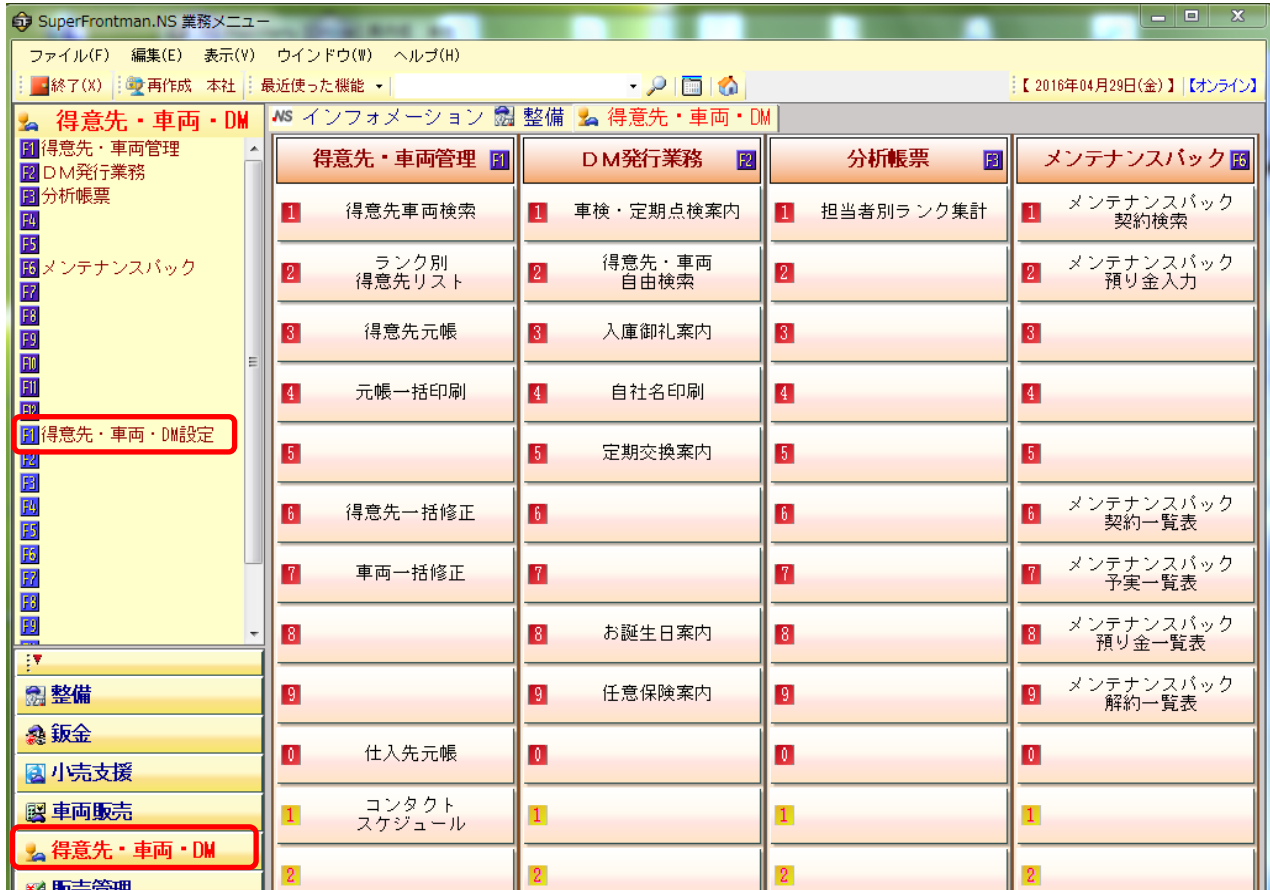 SuperFrontman.NS 業務メニュー
ファイル(F) 編集(E) 表示(V) ウインドウ(W) ヘルプ(H)
終了(X) 再作成 本社 最近使った機能 【 2016年04月29日(金) 】 【オンライン】
得意先・車両・DM
F1 得意先・車両管理
F2 DM発行業務
F3 分析帳票
F4
F5
F6 メンテナンスパック
F7
F8
F9
F10
F11
F12
F1 得意先・車両・DM設定
F2
F3
F4
F5
F6
F7
F8
F9
整備
鈑金
小売支援
車両販売
得意先・車両・DM
販売管理
NS インフォメーション 整備 得意先・車両・DM
得意先・車両管理 F1
1 得意先車両検索
2 ランク別
得意先リスト
3 得意先元帳
4 元帳一括印刷
5
6 得意先一括修正
7 車両一括修正
8
9
0 仕入先元帳
1 コンタクト
スケジュール
2
DM発行業務 F2
1 車検・定期点検案内
2 得意先・車両
自由検索
3 入庫御礼案内
4 自社名印刷
5 定期交換案内
6
7
8 お誕生日案内
9 任意保険案内
0
1
2
分析帳票 F3
1 担当者別ランク集計
2
3
4
5
6
7
8
9
0
1
2
メンテナンスパック F6
1 メンテナンスパック
契約検索
2 メンテナンスパック
預り金入力
3
4
5
6 メンテナンスパック
契約一覧表
7 メンテナンスパック
予実一覧表
8 メンテナンスパック
預り金一覧表
9 メンテナンスパック
解約一覧表
0
1
2